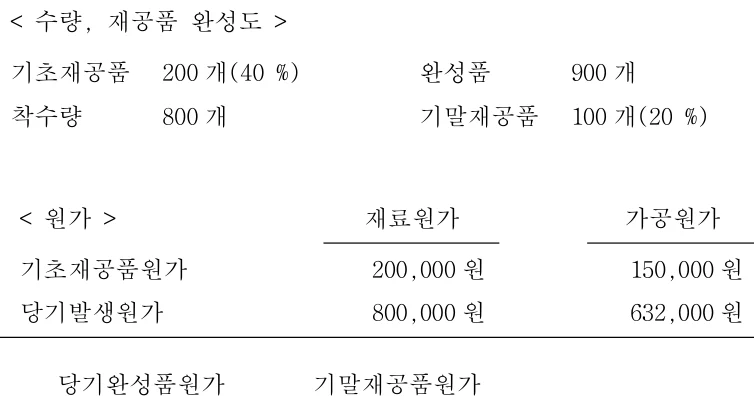 < 수량, 재공품 완성도 >
기초재공품 200 개(40 %) 완성품 900 개
착수량 800 개 기말재공품 100 개(20 %)
< 원가 > 재료원가 가공원가
기초재공품원가 200,000 원 150,000 원
당기발생원가 800,000 원 632,000 원
당기완성품원가 기말재공품원가